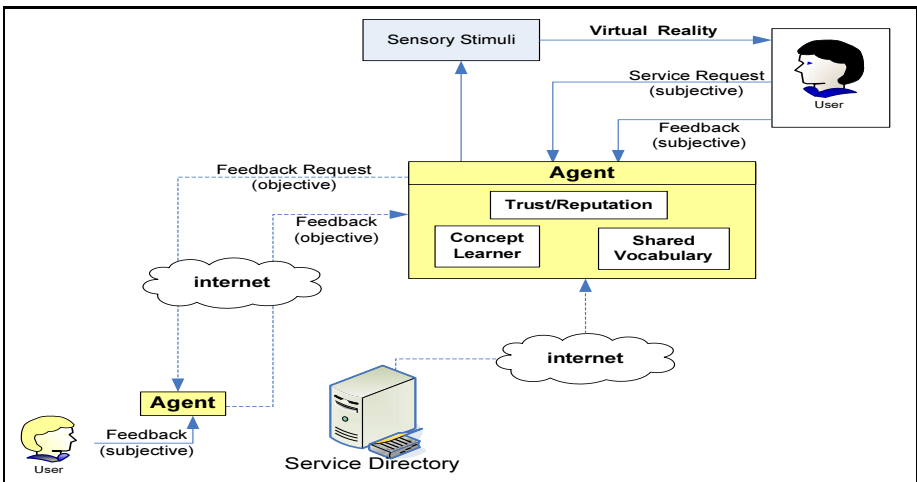 Sensory Stimuli
Virtual Reality
User
Service Request
(subjective)
Feedback
(subjective)
Agent
Trust/Reputation
Concept
Learner
Shared
Vocabulary
Feedback Request
(objective)
Feedback
(objective)
internet
internet
Agent
Feedback
(subjective)
User
Service Directory